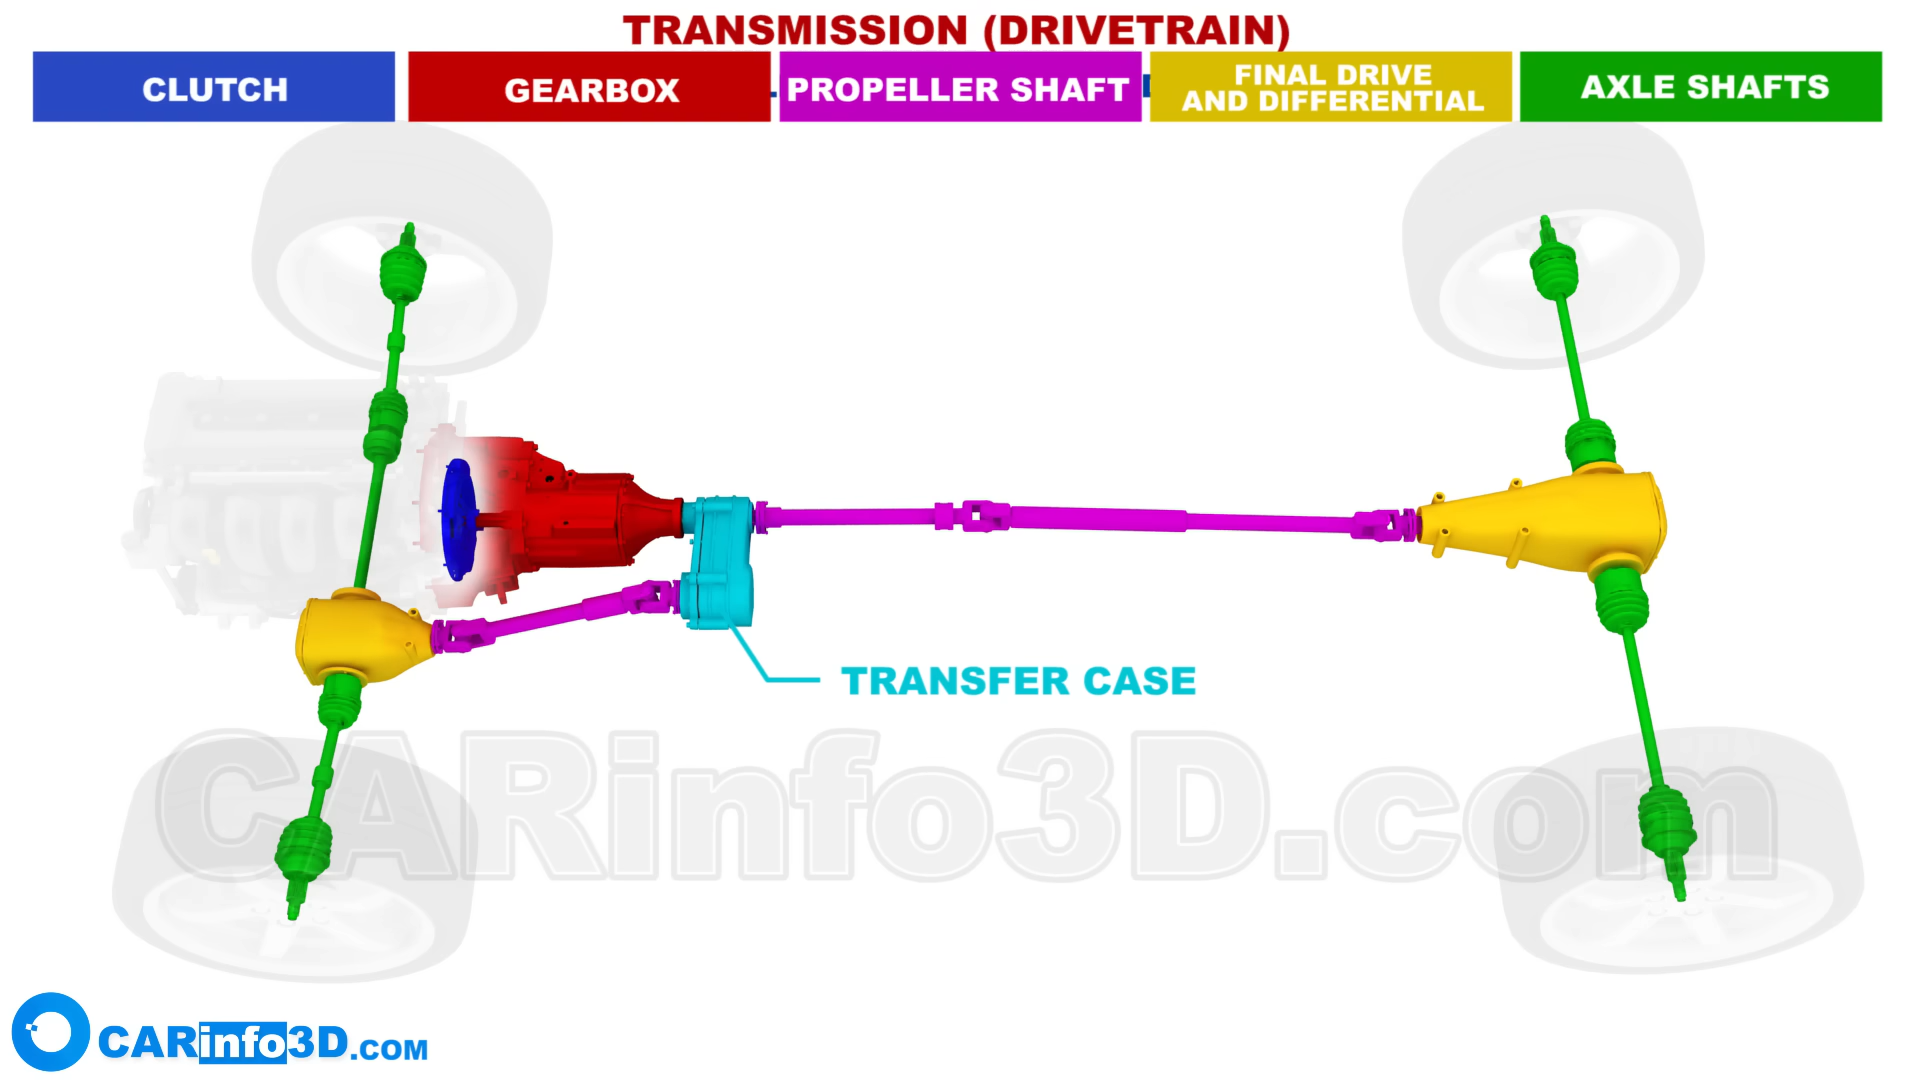 TRANSMISSION (DRIVETRAIN)
CLUTCH
GEARBOX
PROPELLER SHAFT
FINAL DRIVE
AND DIFFERENTIAL
AXLE SHAFTS
TRANSFER CASE
CARinfo3D.com
CARinfo3D.COM